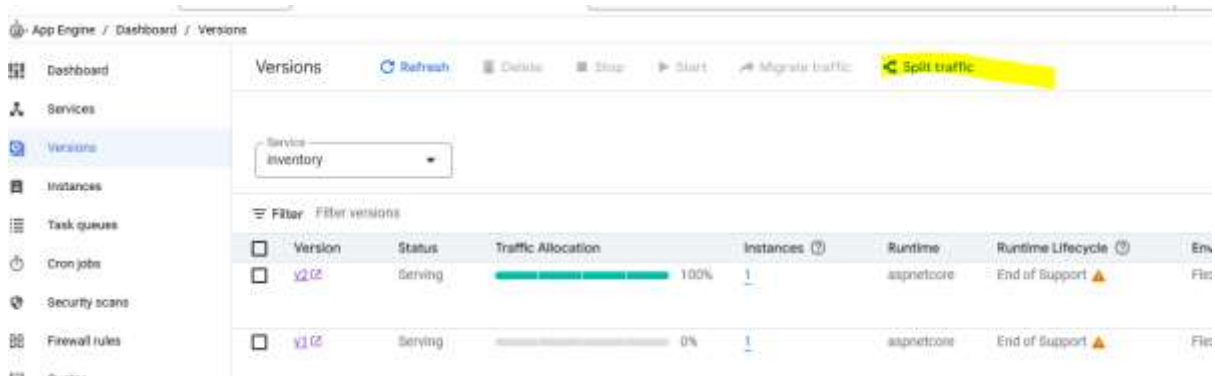 App Engine / Dashboard / Versions
Dashboard
Services
Versions
Instances
Task queues
Cron jobs
Security scans
Firewall rules
Versions Refresh Delete Stop Start Migrate traffic Split traffic
Service
inventory
Filter Filter versions
Version Status Traffic Allocation Instances Runtime Runtime Lifecycle Env
v2 Serving 100% 1 aspnetcore End of Support Flex
v1 Serving 0% 1 aspnetcore End of Support